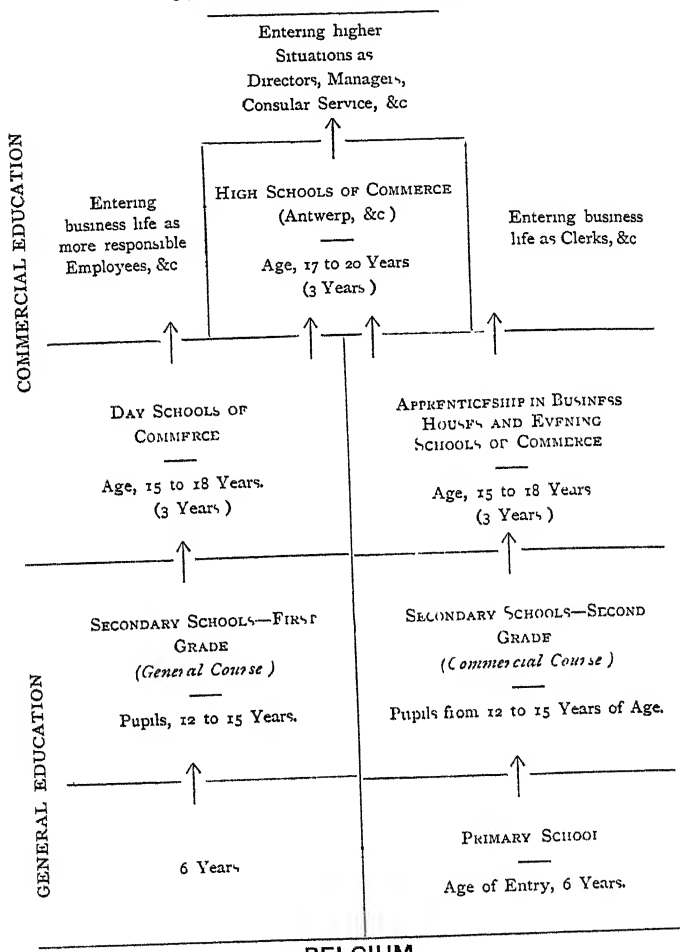 Entering higher
Situations as
Directors, Managers,
Consular Service, &c
COMMERCIAL EDUCATION
Entering
business life as
more responsible
Employees, &c
HIGH SCHOOLS OF COMMERCE
(Antwerp, &c)
Age, 17 to 20 Years
(3 Years)
Entering business
life as Clerks, &c
DAY SCHOOLS OF
COMMERCE
Age, 15 to 18 Years.
(3 Years)
APPRENTICESHIP IN BUSINESS
HOUSES AND EVENING
SCHOOLS OF COMMERCE
Age, 15 to 18 Years
(3 Years)
GENERAL EDUCATION
SECONDARY SCHOOLS—FIRST
GRADE
(General Course)
Pupils, 12 to 15 Years.
SECONDARY SCHOOLS—SECOND
GRADE
(Commercial Course)
Pupils from 12 to 15 Years of Age.
6 Years
PRIMARY SCHOOL
Age of Entry, 6 Years.
BELGIUM